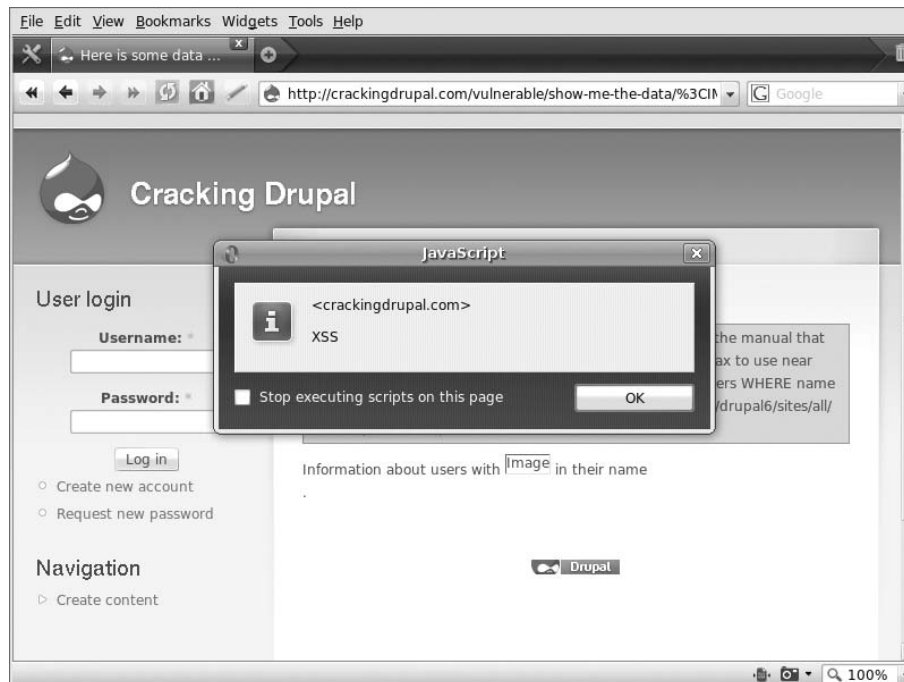 File Edit View Bookmarks Widgets Tools Help
Here is some data ...
http://crackingdrupal.com/vulnerable/show-me-the-data/%3CIM
G Google
Cracking Drupal
JavaScript
<crackingdrupal.com>
XSS
Stop executing scripts on this page
OK
User login
Username: *
Password: *
Log in
Create new account
Request new password
Navigation
Create content
the manual that
ax to use near
ers WHERE name
/drupal6/sites/all/
Information about users with Image in their name
.
Drupal
100%